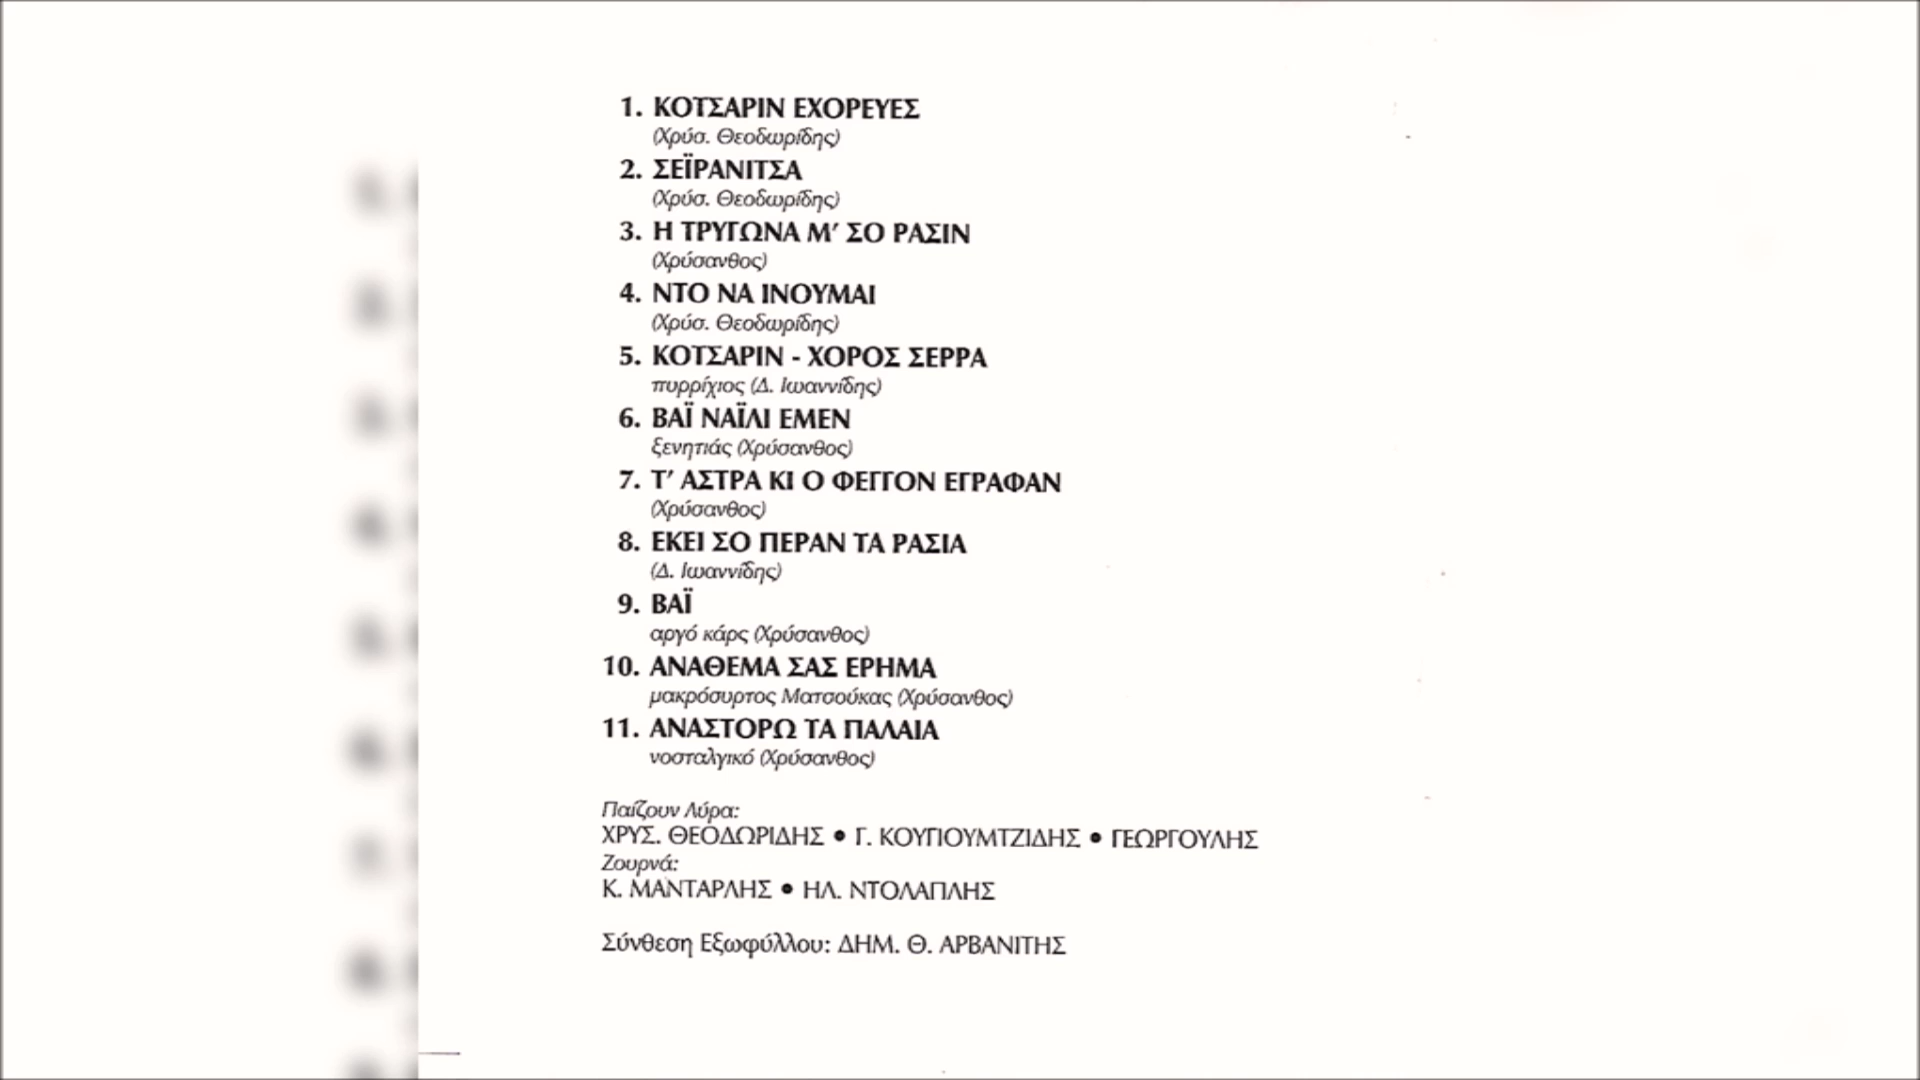 1. ΚΟΤΣΑΡΙΝ ΕΧΟΡΕΥΕΣ
(Χρύσ. Θεοδωρίδης)
2. ΣΕΪΡΑΝΙΤΣΑ
(Χρύσ. Θεοδωρίδης)
3. Η ΤΡΥΓΩΝΑ Μ’ ΣΟ ΡΑΣΙΝ
(Χρύσανθος)
4. ΝΤΟ ΝΑ ΙΝΟΥΜΑΙ
(Χρύσ. Θεοδωρίδης)
5. ΚΟΤΣΑΡΙΝ - ΧΟΡΟΣ ΣΕΡΡΑ
πυρρίχιος (Δ. Ιωαννίδης)
6. ΒΑΪ ΝΑΪΛΙ ΕΜΕΝ
ξενητιάς (Χρύσανθος)
7. Τ’ ΑΣΤΡΑ ΚΙ Ο ΦΕΓΓΟΝ ΕΓΡΑΦΑΝ
(Χρύσανθος)
8. ΕΚΕΙ ΣΟ ΠΕΡΑΝ ΤΑ ΡΑΣΙΑ
(Δ. Ιωαννίδης)
9. ΒΑΪ
αργό κάρς (Χρύσανθος)
10. ΑΝΑΘΕΜΑ ΣΑΣ ΕΡΗΜΑ
μακρόσυρτος Ματσούκας (Χρύσανθος)
11. ΑΝΑΣΤΟΡΩ ΤΑ ΠΑΛΑΙΑ
νοσταλγικό (Χρύσανθος)
Παίζουν Λύρα:
ΧΡΥΣ. ΘΕΟΔΩΡΙΔΗΣ • Γ. ΚΟΥΓΙΟΥΜΤΖΙΔΗΣ • ΓΕΩΡΓΟΥΛΗΣ
Ζουρνά:
Κ. ΜΑΝΤΑΡΛΗΣ • ΗΛ. ΝΤΟΛΑΠΛΗΣ
Σύνθεση Εξωφύλλου: ΔΗΜ. Θ. ΑΡΒΑΝΙΤΗΣ